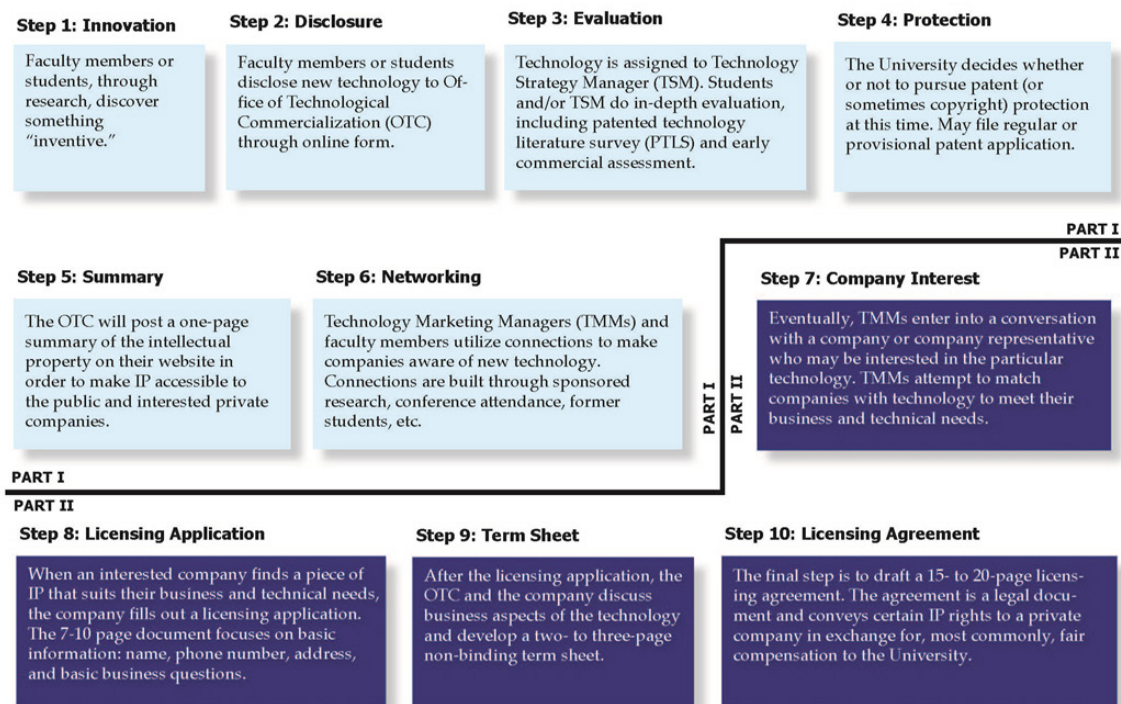 Step 1: Innovation
Faculty members or
students, through
research, discover
something
“inventive.”
Step 2: Disclosure
Faculty members or students
disclose new technology to Of-
fice of Technological
Commercialization (OTC)
through online form.
Step 3: Evaluation
Technology is assigned to Technology
Strategy Manager (TSM). Students
and/or TSM do in-depth evaluation,
including patented technology
literature survey (PTLS) and early
commercial assessment.
Step 4: Protection
The University decides whether
or not to pursue patent (or
sometimes copyright) protection
at this time. May file regular or
provisional patent application.
PART I
PART II
Step 5: Summary
The OTC will post a one-page
summary of the intellectual
property on their website in
order to make IP accessible to
the public and interested private
companies.
Step 6: Networking
Technology Marketing Managers (TMMs) and
faculty members utilize connections to make
companies aware of new technology.
Connections are built through sponsored
research, conference attendance, former
students, etc.
PART I
PART II
Step 7: Company Interest
Eventually, TMMs enter into a conversation
with a company or company representative
who may be interested in the particular
technology. TMMs attempt to match
companies with technology to meet their
business and technical needs.
PART I
PART II
Step 8: Licensing Application
When an interested company finds a piece of
IP that suits their business and technical needs,
the company fills out a licensing application.
The 7-10 page document focuses on basic
information: name, phone number, address,
and basic business questions.
Step 9: Term Sheet
After the licensing application, the
OTC and the company discuss
business aspects of the technology
and develop a two- to three-page
non-binding term sheet.
Step 10: Licensing Agreement
The final step is to draft a 15- to 20-page licens-
ing agreement. The agreement is a legal docu-
ment and conveys certain IP rights to a private
company in exchange for, most commonly, fair
compensation to the University.